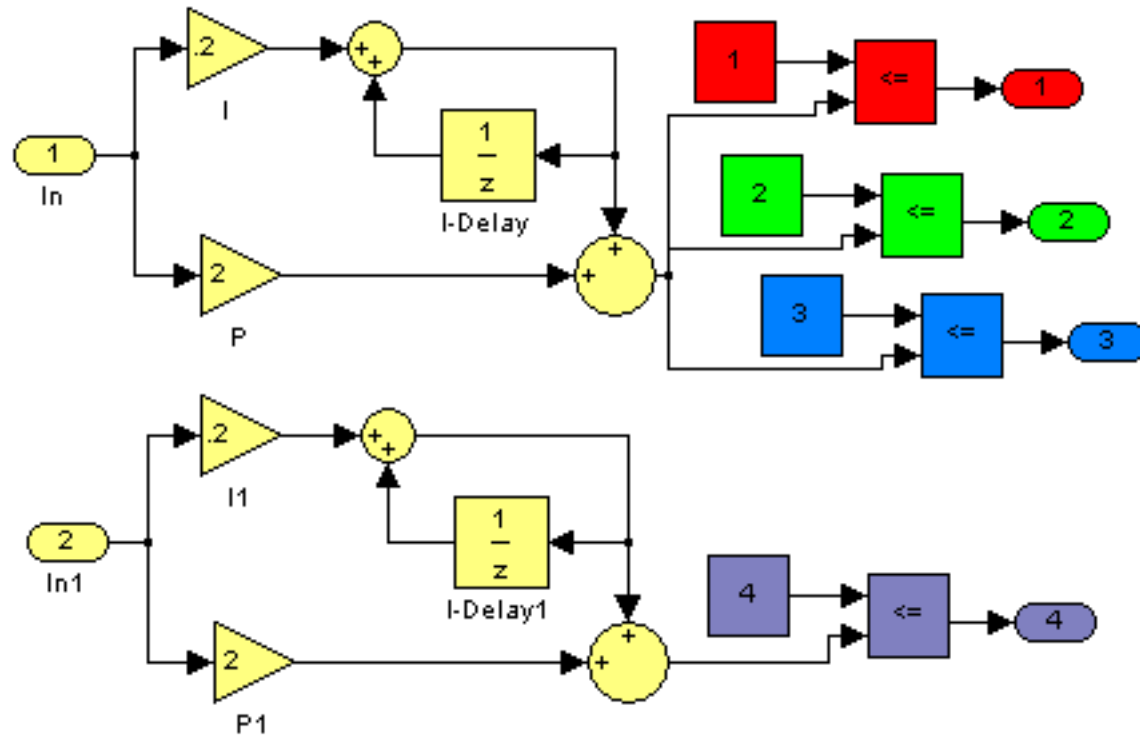 .2
I
+
+
1
In
1
z
I-Delay
2
P
+
+
1
<=
1
2
<=
2
3
<=
3
.2
I1
+
+
2
In1
1
z
I-Delay1
2
P1
+
+
4
<=
4